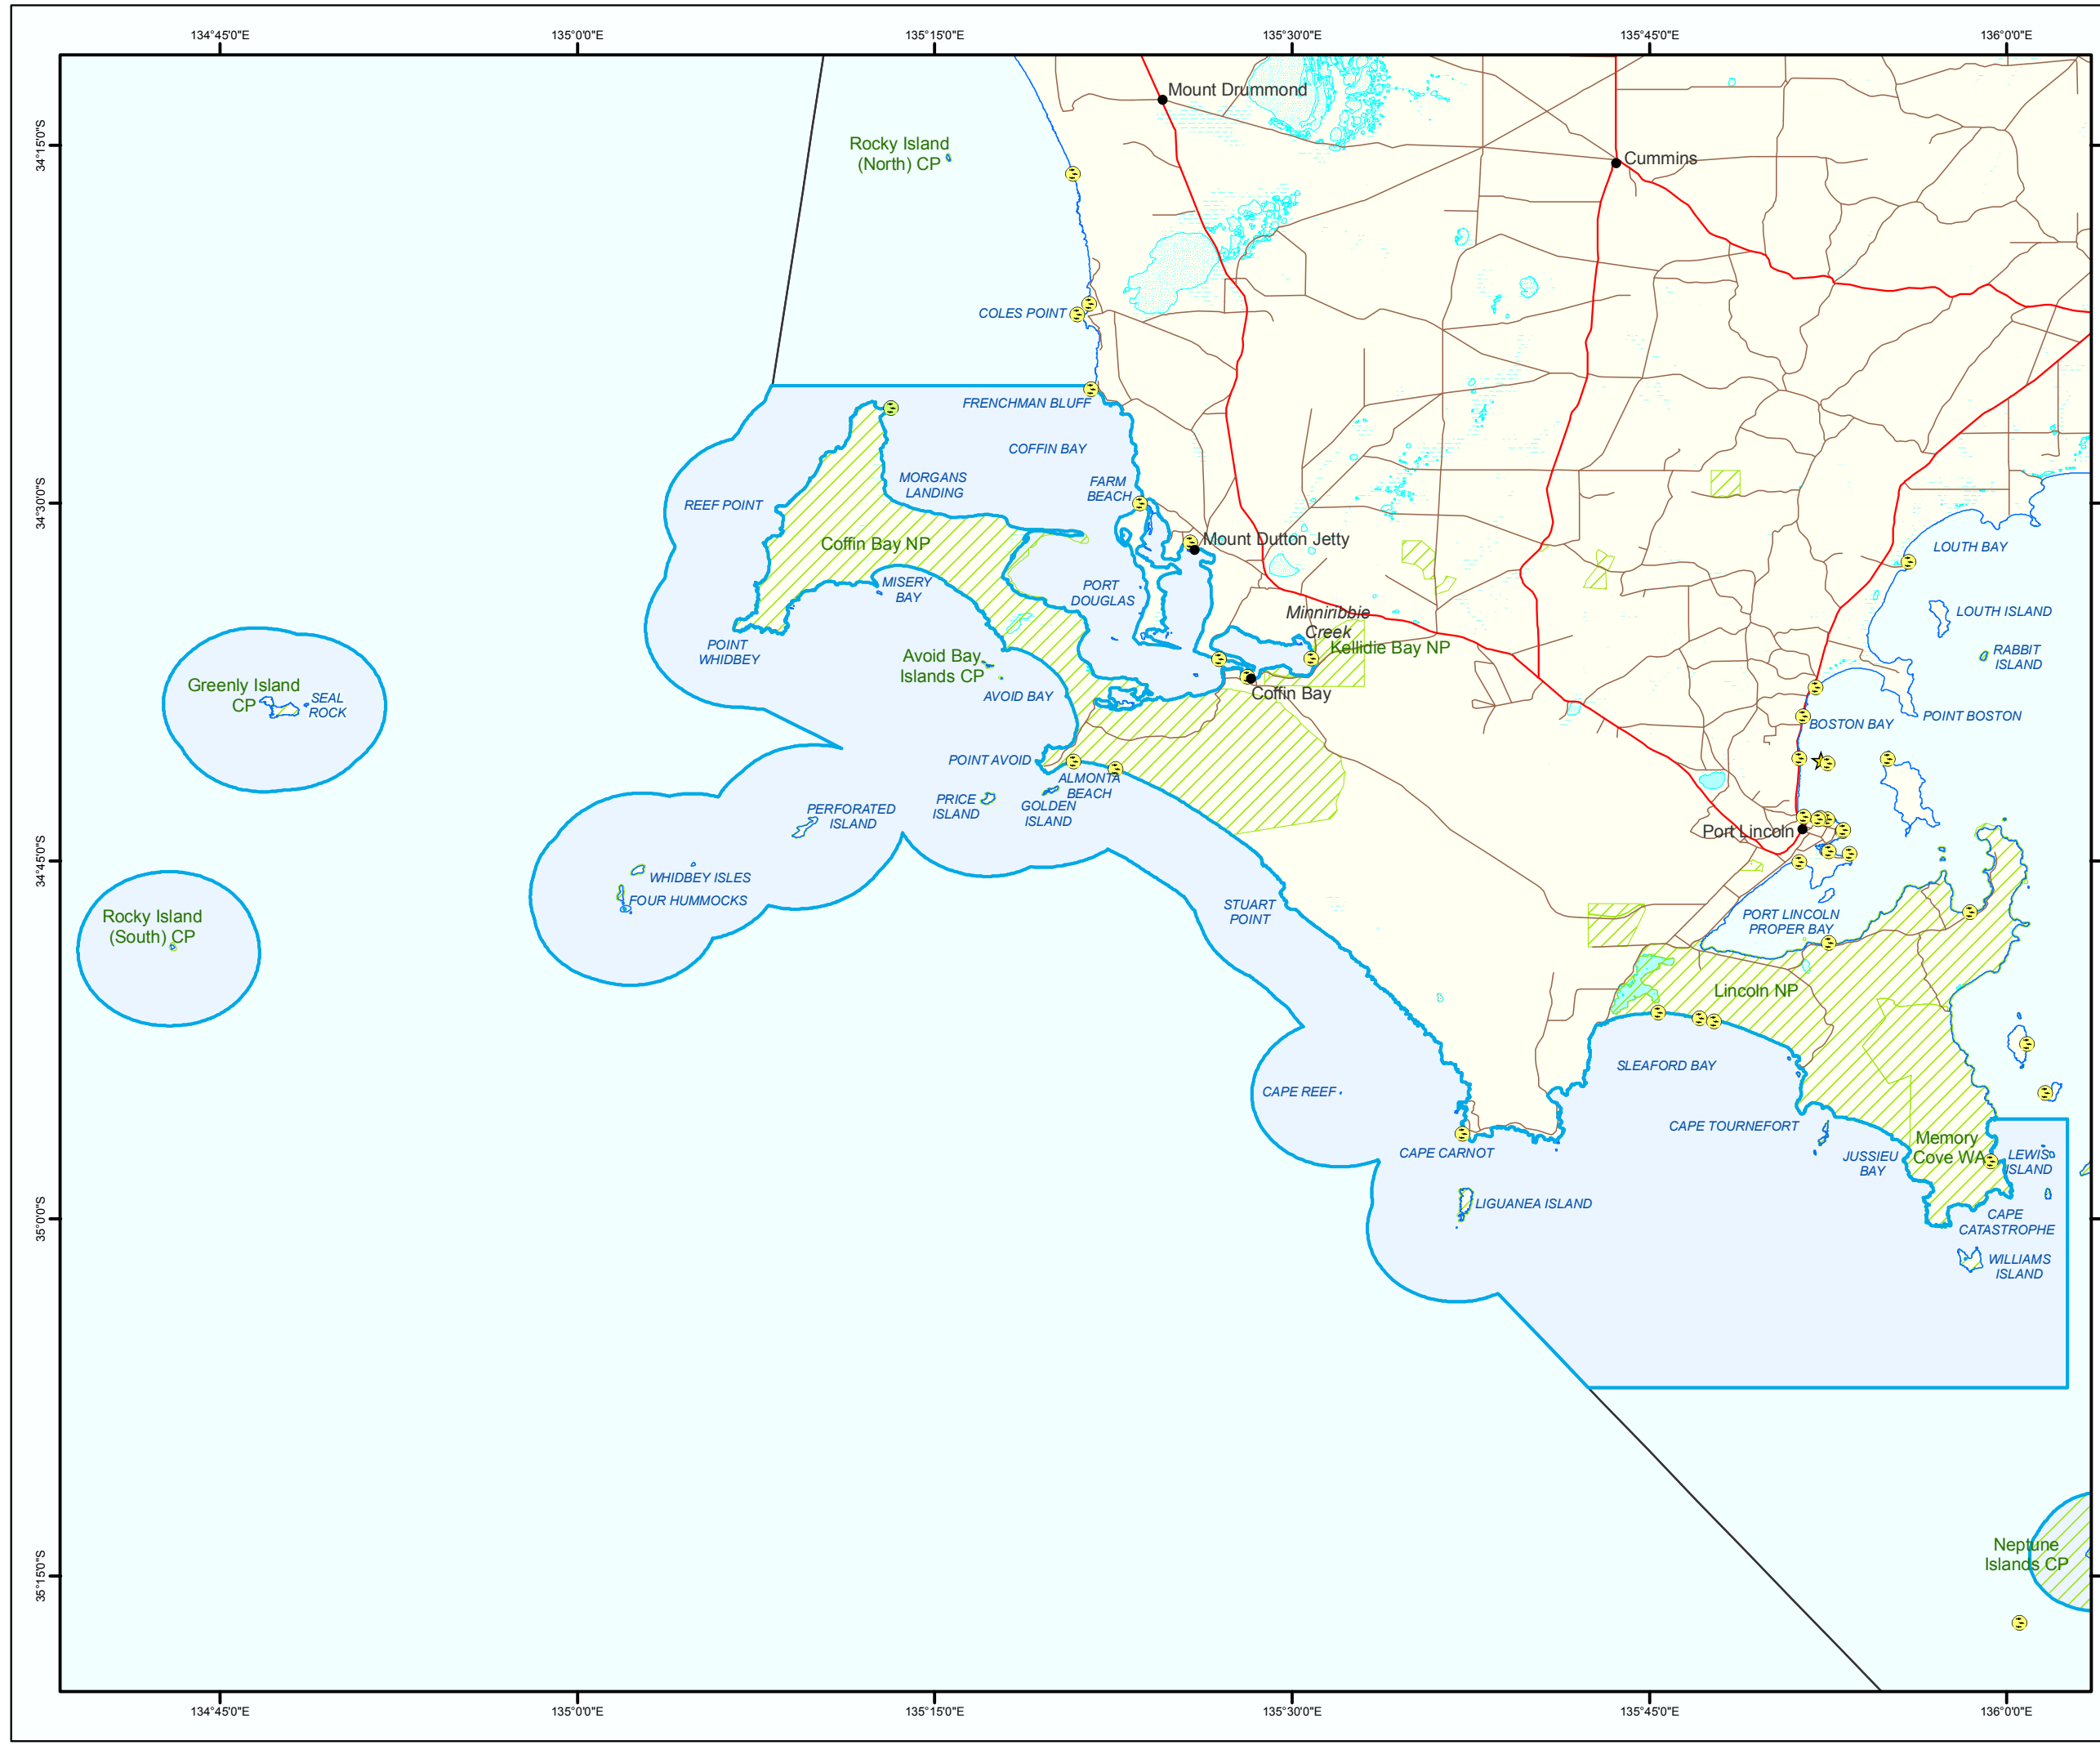 134°45'0"E
135°0'0"E
135°15'0"E
135°30'0"E
135°45'0"E
136°0'0"E
34°15'0"S
34°30'0"S
34°45'0"S
35°0'0"S
35°15'0"S
Mount Drummond
Rocky Island
(North) CP
Cummins
COLES POINT
FRENCHMAN BLUFF
COFFIN BAY
MORGANS
LANDING
FARM
BEACH
REEF POINT
Coffin Bay NP
Mount Dutton Jetty
LOUTH BAY
MISERY
BAY
PORT
DOUGLAS
Minniribbie
Creek
LOUTH ISLAND
POINT
WHIDBEY
Avoid Bay
Islands CP
Kellidie Bay NP
RABBIT
ISLAND
Greenly Island
CP
SEAL
ROCK
AVOID BAY
Coffin Bay
POINT BOSTON
BOSTON BAY
POINT AVOID
ALMONTA
BEACH
PRICE
ISLAND
GOLDEN
ISLAND
PERFORATED
ISLAND
Port Lincoln
WHIDBEY ISLES
FOUR HUMMOCKS
Rocky Island
(South) CP
STUART
POINT
PORT LINCOLN
PROPER BAY
Lincoln NP
SLEAFORD BAY
CAPE REEF
CAPE TOURNEFORT
CAPE CARNOT
JUSSIEU
BAY
Memory
Cove WA
LEWIS
ISLAND
LIGUANEA ISLAND
CAPE
CATASTROPHE
WILLIAMS
ISLAND
Neptune
Islands CP
134°45'0"E
135°0'0"E
135°15'0"E
135°30'0"E
135°45'0"E
136°0'0"E